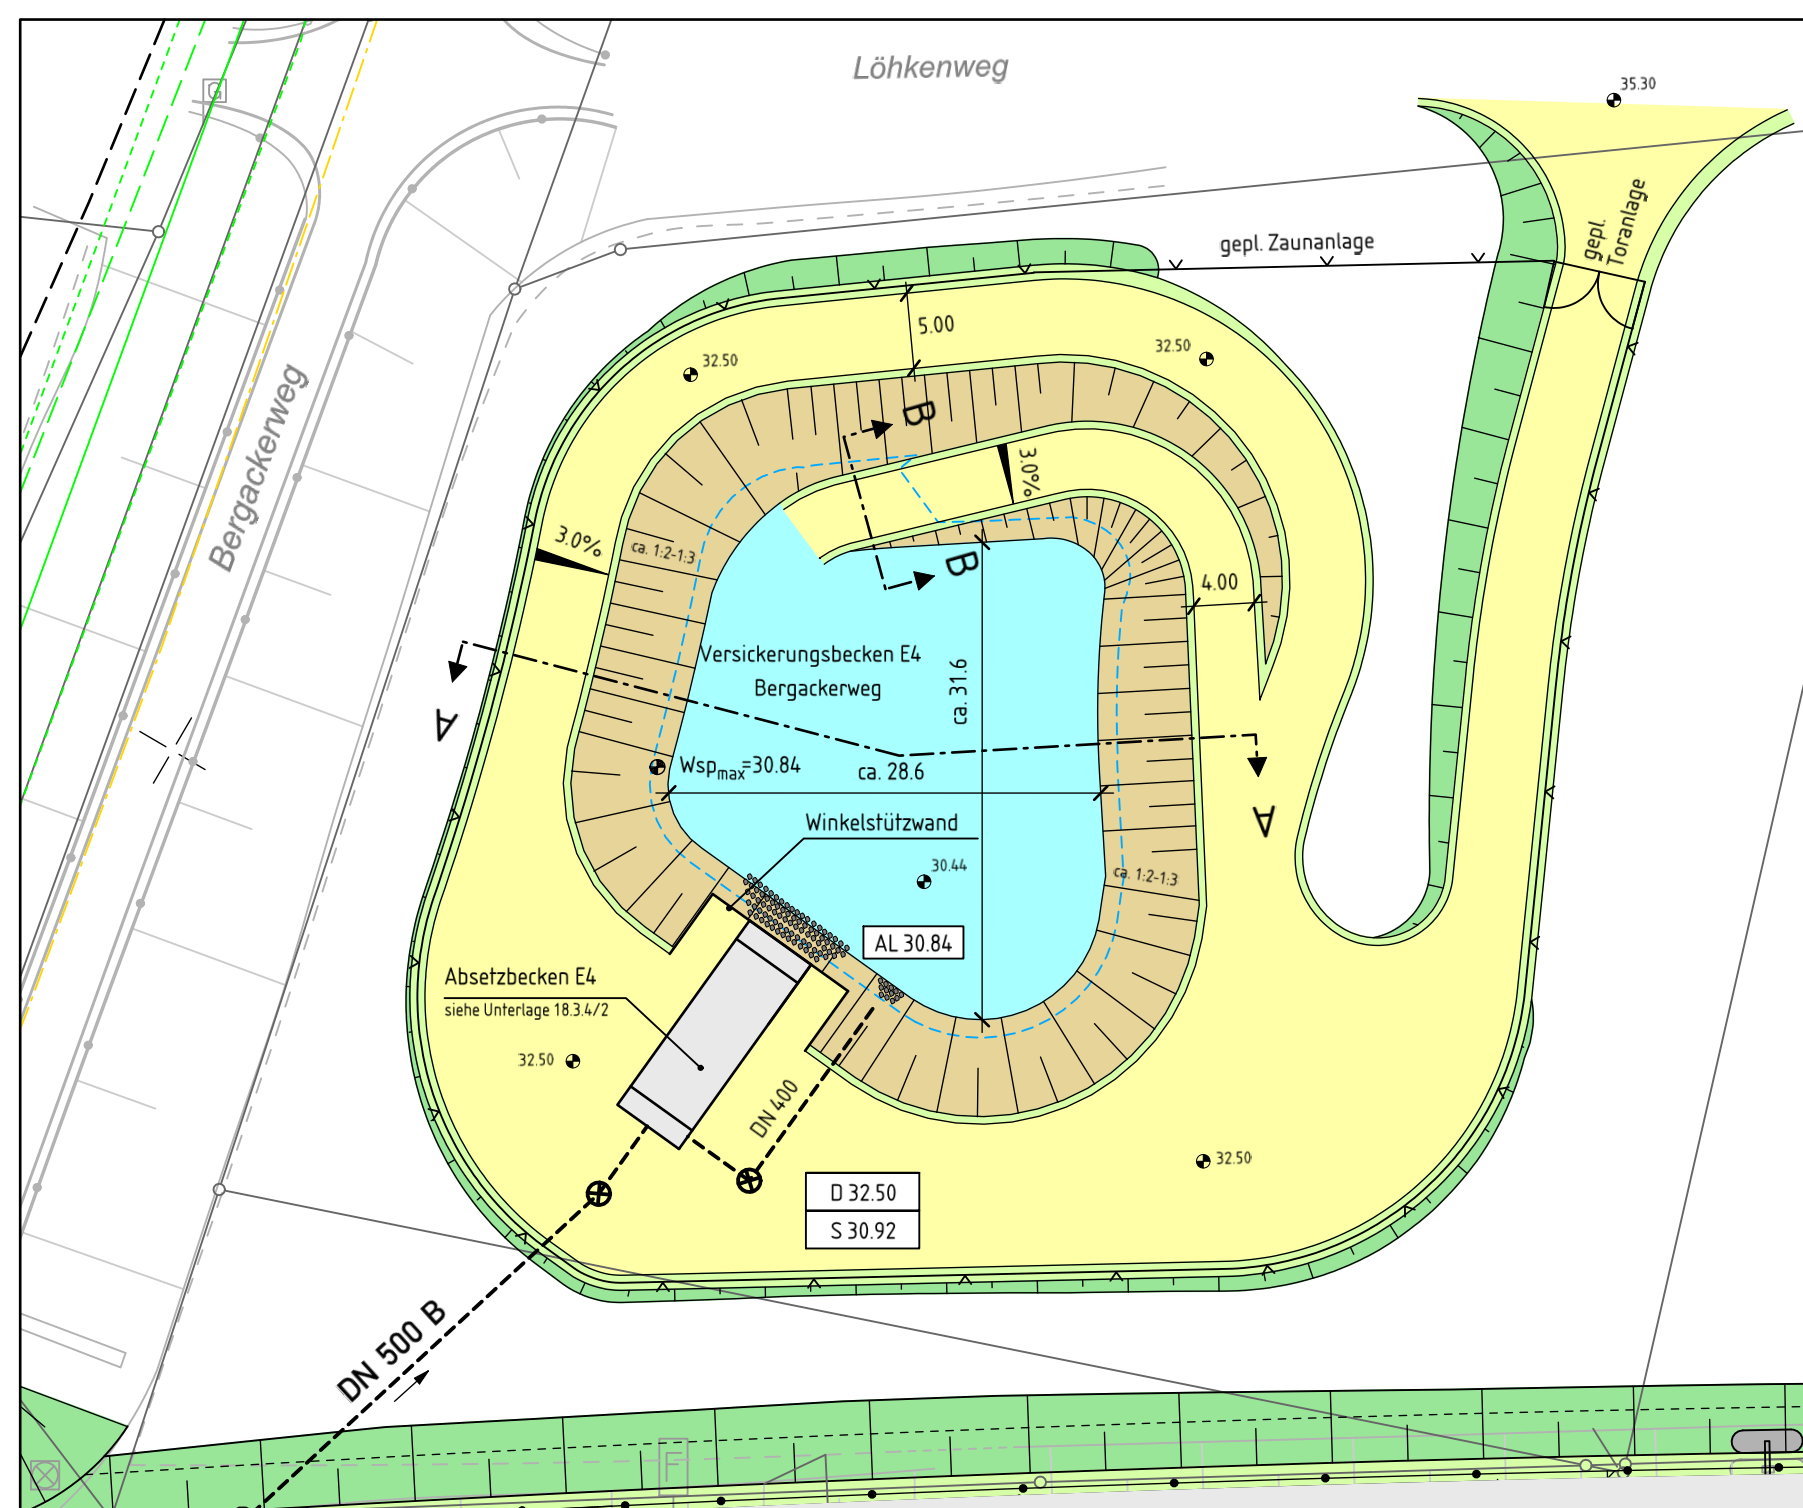 Löhkenweg
35.30
G
gepl.
Toranlage
gepl. Zaunanlage
5.00
32.50
32.50
Bergackerweg
B
3.0%
3.0%
ca. 1:2-1:3
B
4.00
Versickerungsbecken E4
Bergackerweg
ca. 31.6
A
Wspmax=30.84
ca. 28.6
A
Winkelstützwand
30.44
ca. 1:2-1:3
AL 30.84
Absetzbecken E4
siehe Unterlage 18.3.4/2
32.50
DN 400
32.50
D 32.50
S 30.92
DN 500 B
F